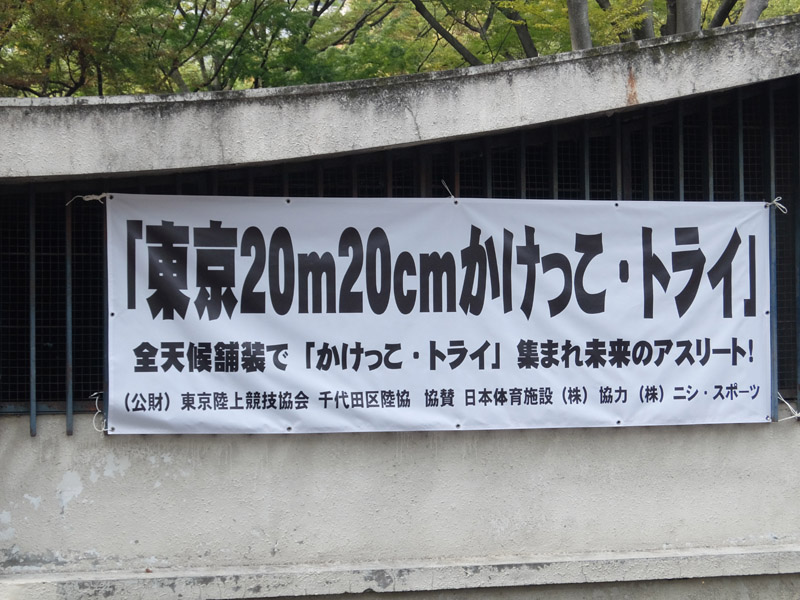 「東京20m20cmかけっこ・トライ」
全天候舗装で「かけっこ・トライ」集まれ未来のアスリート!
（公財）東京陸上競技協会 千代田区陸協 協賛 日本体育施設（株）協力（株）ニシ・スポーツ